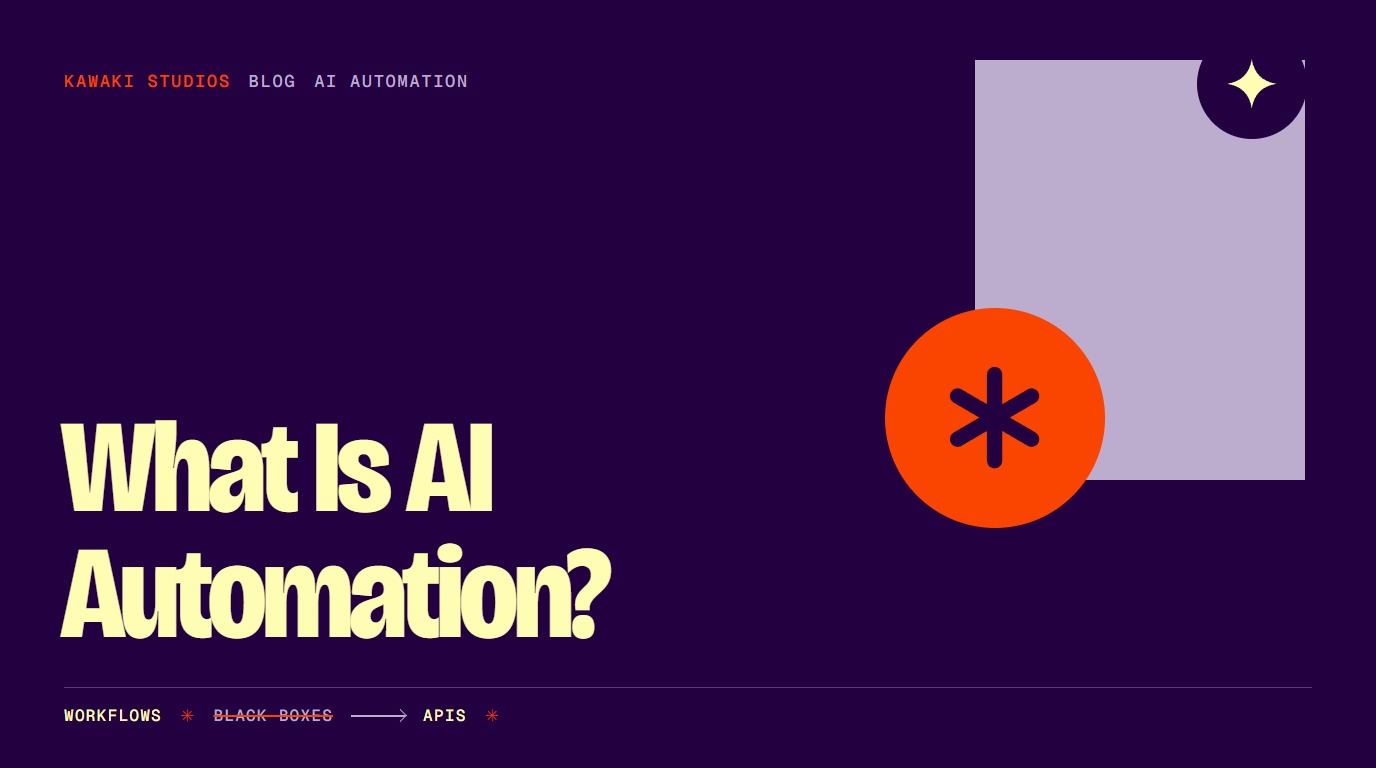 KAWAKI STUDIOS BLOG AI AUTOMATION
What Is AI
Automation?
WORKFLOWS ✳ BLACK BOXES → APIS ✳